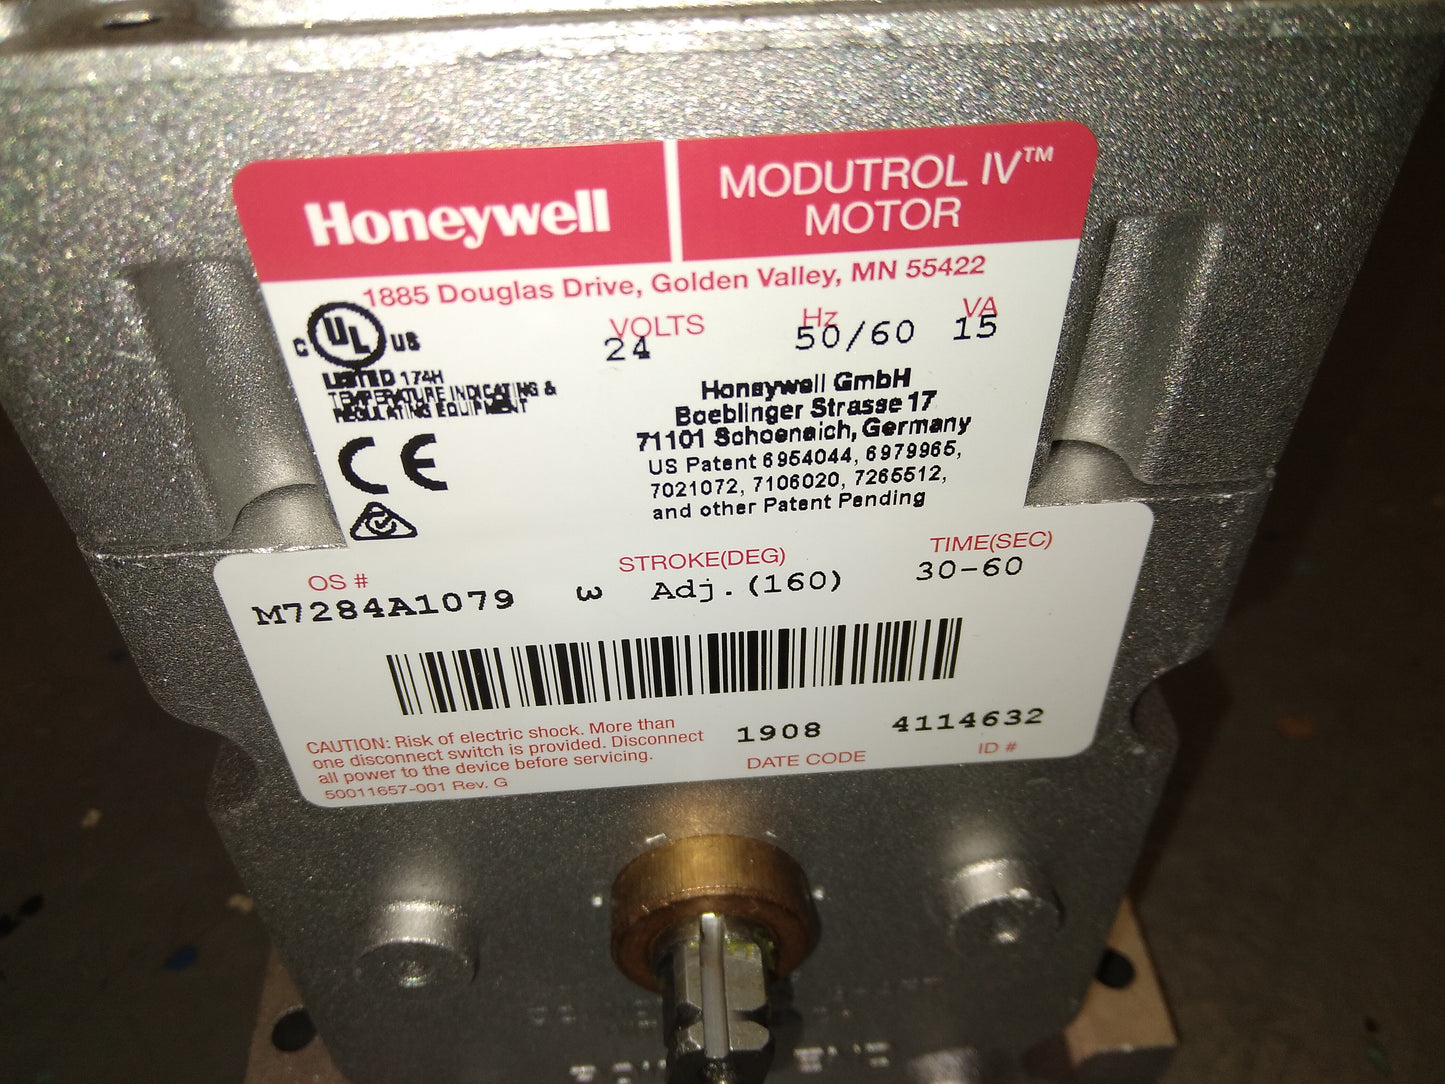 Honeywell
MODUTROL IV™
MOTOR
1885 Douglas Drive, Golden Valley, MN 55422
C UL US
LISTED 174H
TEMPERATURE INDICATING &
REGULATING EQUIPMENT
VOLTS Hz VA
24 50/60 15
Honeywell GmbH
Boeblinger Strasse 17
71101 Schoenaich, Germany
US Patent 6954044, 6979965,
7021072, 7106020, 7265512,
and other Patent Pending
CE
OS # STROKE(DEG) TIME(SEC)
M7284A1079 ω Adj.(160) 30-60
CAUTION: Risk of electric shock. More than
one disconnect switch is provided. Disconnect
all power to the device before servicing.
50011657-001 Rev. G
1908 4114632
DATE CODE ID #